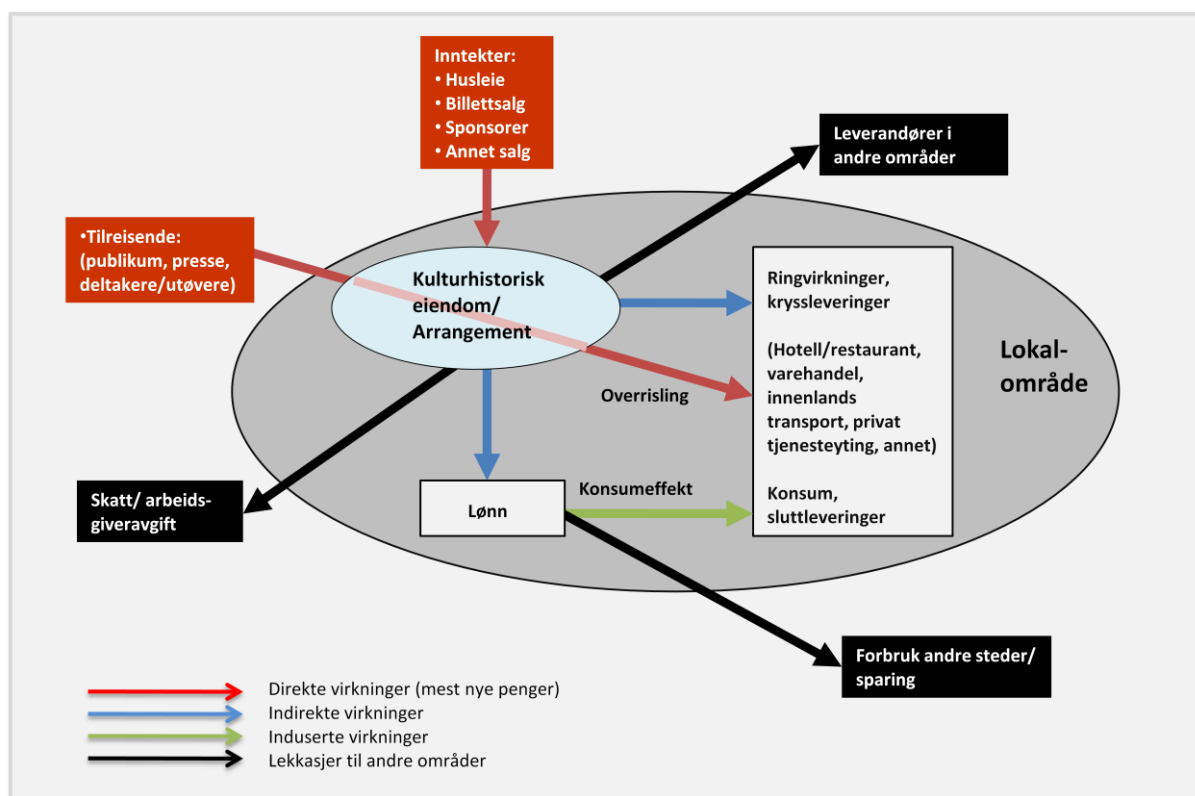 Inntekter:
• Husleie
• Billettsalg
• Sponsorer
• Annet salg
Leverandører i
andre områder
•Tilreisende:
(publikum, presse,
deltakere/utøvere)
Kulturhistorisk
eiendom/
Arrangement
Ringvirkninger,
kryssleveringer
(Hotell/restaurant,
varehandel,
innenlands
transport, privat
tjenesteyting, annet)
Konsum,
sluttleveringer
Lokal-
område
Overrisling
Skatt/ arbeids-
giveravgift
Lønn
Konsumeffekt
Forbruk andre steder/
sparing
Direkte virkninger (mest nye penger)
Indirekte virkninger
Induserte virkninger
Lekkasjer til andre områder